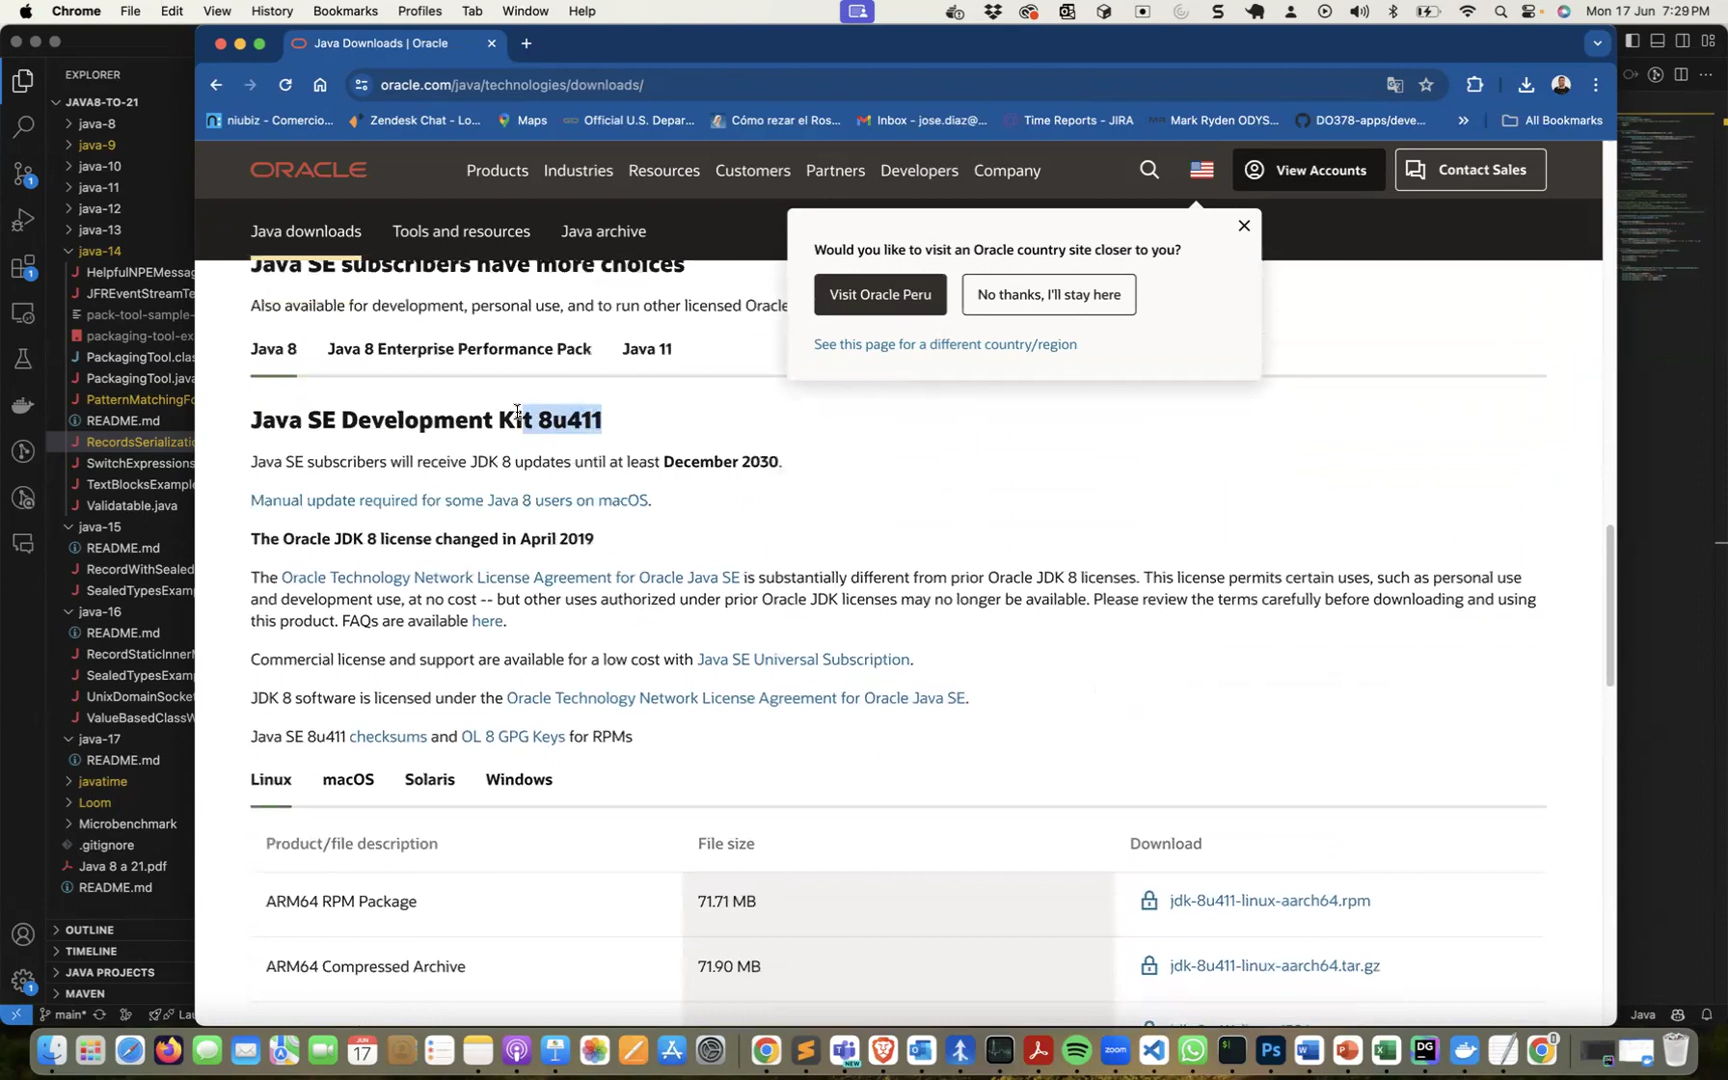 Chrome File Edit View History Bookmarks Profiles Tab Window Help Mon 17 Jun 7:29 PM
Java Downloads | Oracle
oracle.com/java/technologies/downloads/
niubiz - Comercio... Zendesk Chat - Lo... Maps Official U.S. Depar... Cómo rezar el Ros... Inbox - jose.diaz@... Time Reports - JIRA Mark Ryden ODYS... DO378-apps/deve... » All Bookmarks
ORACLE Products Industries Resources Customers Partners Developers Company View Accounts Contact Sales
Java downloads Tools and resources Java archive
Would you like to visit an Oracle country site closer to you?
Visit Oracle Peru No thanks, I'll stay here
See this page for a different country/region
Java SE subscribers have more choices
Also available for development, personal use, and to run other licensed Oracle
Java 8 Java 8 Enterprise Performance Pack Java 11
Java SE Development Kit 8u411
Java SE subscribers will receive JDK 8 updates until at least December 2030.
Manual update required for some Java 8 users on macOS.
The Oracle JDK 8 license changed in April 2019
The Oracle Technology Network License Agreement for Oracle Java SE is substantially different from prior Oracle JDK 8 licenses. This license permits certain uses, such as personal use
and development use, at no cost -- but other uses authorized under prior Oracle JDK licenses may no longer be available. Please review the terms carefully before downloading and using
this product. FAQs are available here.
Commercial license and support are available for a low cost with Java SE Universal Subscription.
JDK 8 software is licensed under the Oracle Technology Network License Agreement for Oracle Java SE.
Java SE 8u411 checksums and OL 8 GPG Keys for RPMs
Linux macOS Solaris Windows
Product/file description File size Download
ARM64 RPM Package 71.71 MB jdk-8u411-linux-aarch64.rpm
ARM64 Compressed Archive 71.90 MB jdk-8u411-linux-aarch64.tar.gz
EXPLORER
JAVA8-TO-21
java-8
java-9
java-10
java-11
java-12
java-13
java-14
HelpfulNPEMessag
JFREventStreamTe
pack-tool-sample-
packaging-tool-ex
PackagingTool.clas
PackagingTool.java
PatternMatchingFo
README.md
RecordsSerializatio
SwitchExpressions
TextBlocksExample
Validatable.java
java-15
README.md
RecordWithSealed
SealedTypesExamp
java-16
README.md
RecordStaticInnerM
SealedTypesExamp
UnixDomainSocket
ValueBasedClassW
java-17
README.md
javatime
Loom
Microbenchmark
.gitignore
Java 8 a 21.pdf
README.md
OUTLINE
TIMELINE
JAVA PROJECTS
MAVEN
main* Lau Java